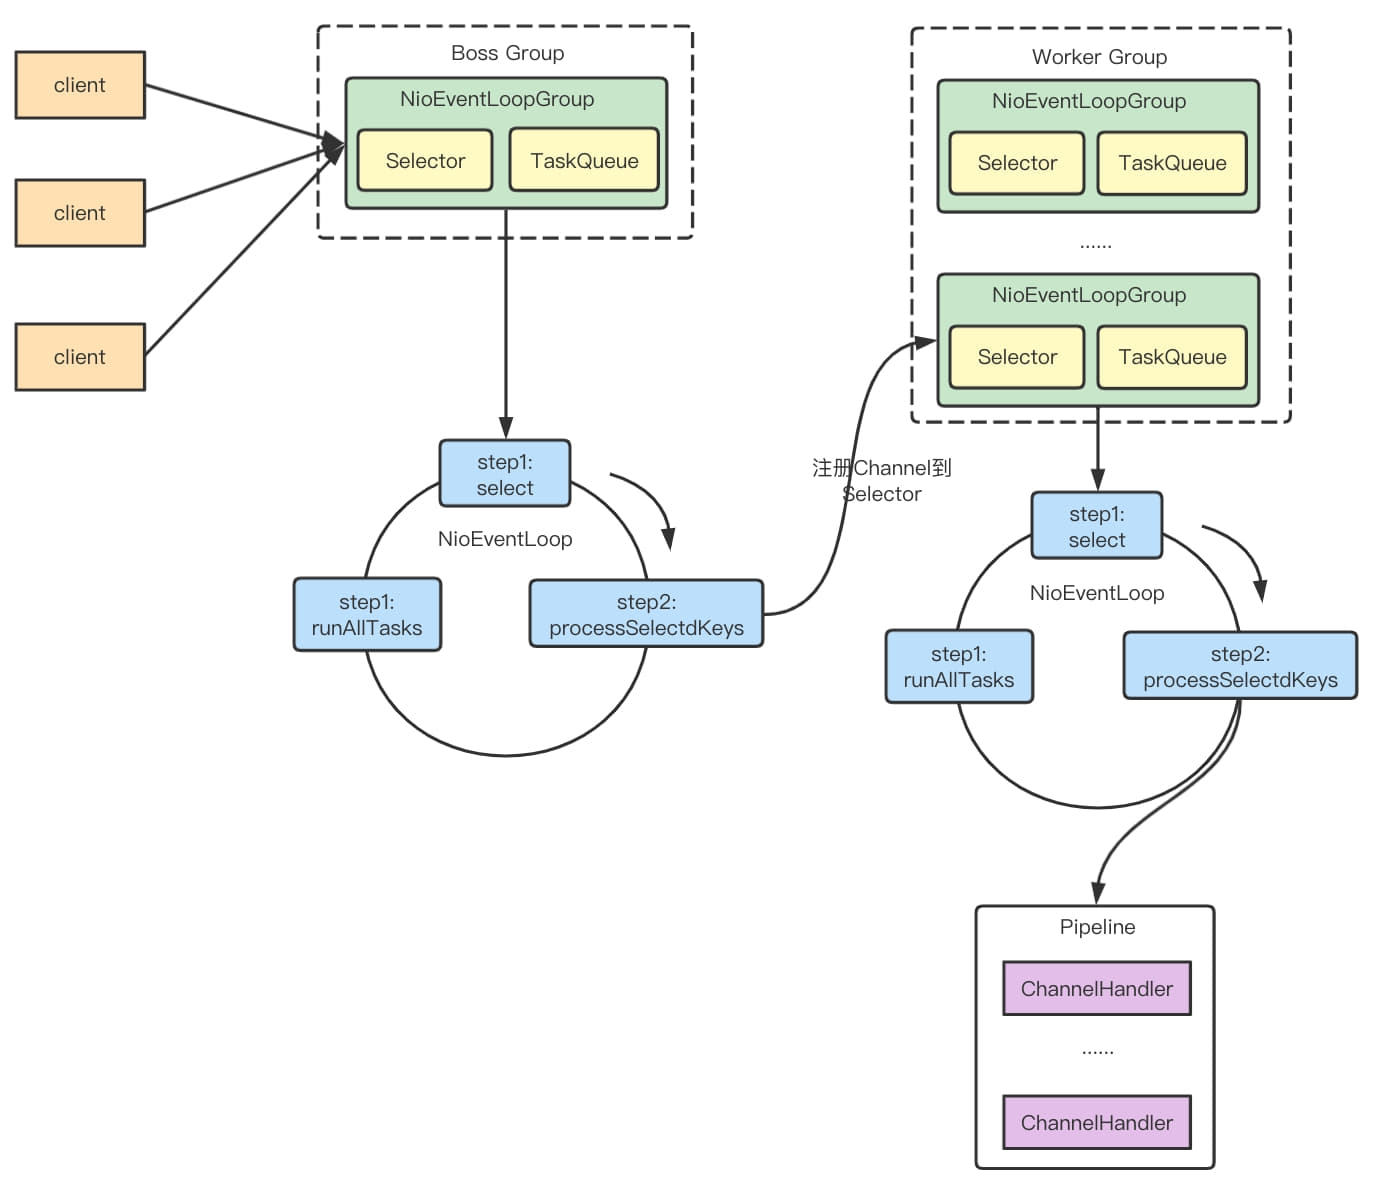 client
client
client
Boss Group
NioEventLoopGroup
Selector
TaskQueue
step1:
select
NioEventLoop
step1:
runAllTasks
step2:
processSelectdKeys
注册Channel到
Selector
Worker Group
NioEventLoopGroup
Selector
TaskQueue
......
NioEventLoopGroup
Selector
TaskQueue
step1:
select
NioEventLoop
step1:
runAllTasks
step2:
processSelectdKeys
Pipeline
ChannelHandler
......
ChannelHandler